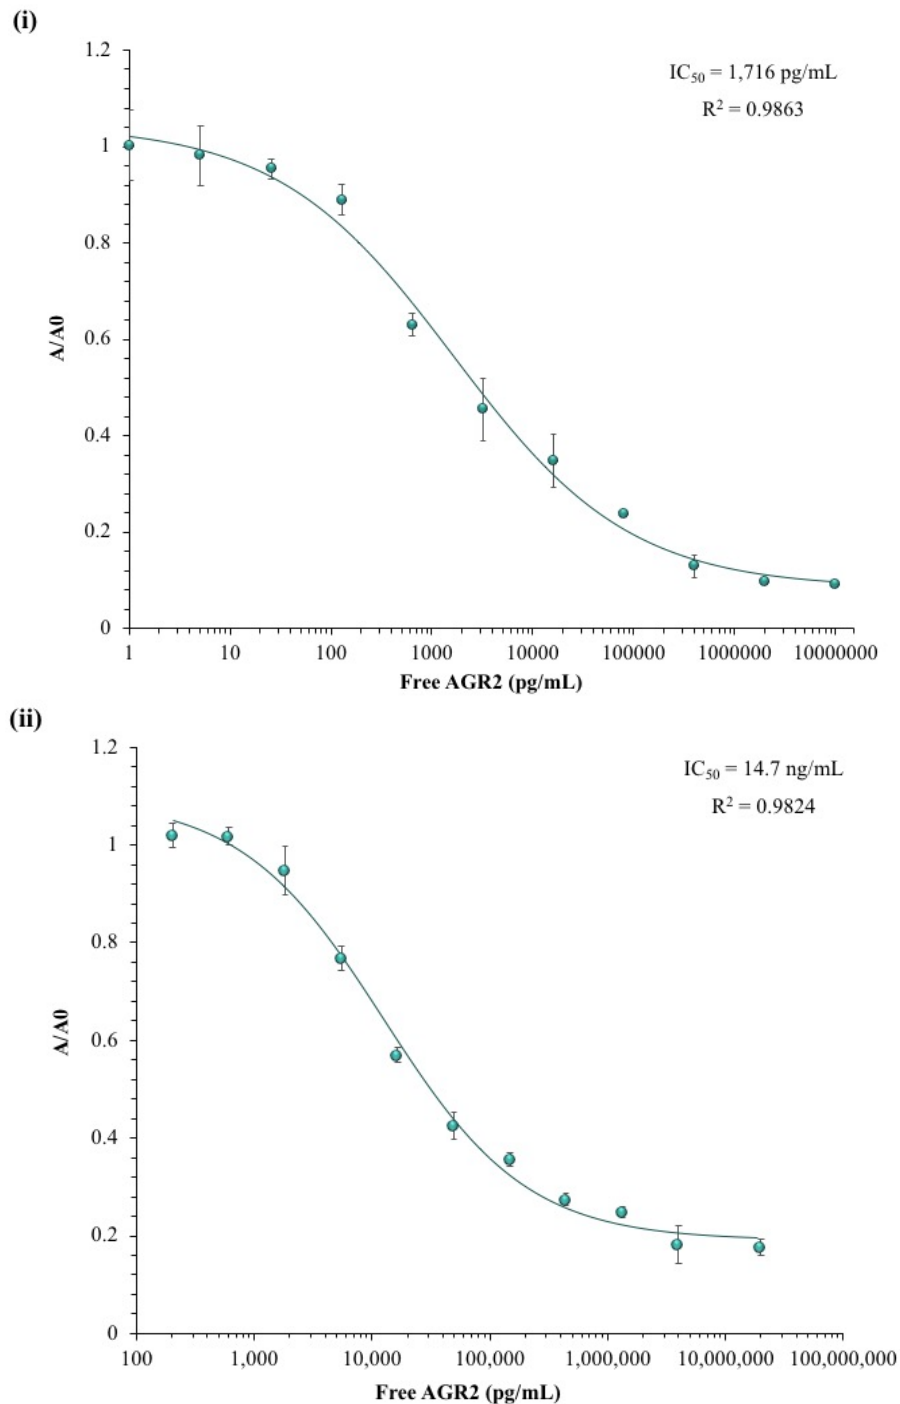 (i)
1.2
1
0.8
0.6
0.4
0.2
0
A/A0
IC50 = 1,716 pg/mL
R2 = 0.9863
1 10 100 1000 10000 100000 1000000 10000000
Free AGR2 (pg/mL)
(ii)
1.2
1
0.8
0.6
0.4
0.2
0
A/A0
IC50 = 14.7 ng/mL
R2 = 0.9824
100 1,000 10,000 100,000 1,000,000 10,000,000 100,000,000
Free AGR2 (pg/mL)